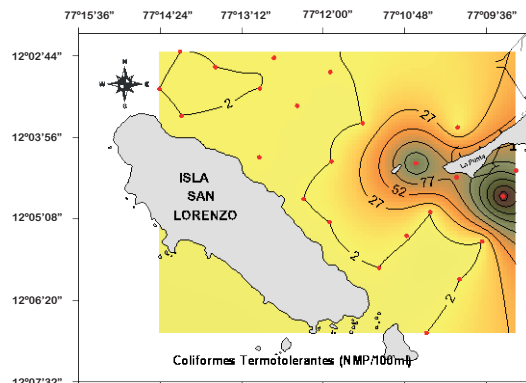 77°15'36" 77°14'24" 77°13'12" 77°12'00" 77°10'48" 77°09'36"
12°02'44"
N
W E
S
2
27
12°03'56"
La Punta
1
ISLA
SAN
LORENZO
77
52
27
12°05'08"
2
12°06'20"
2
Coliformes Termotolerantes (NMP/100ml)
12°07'32"